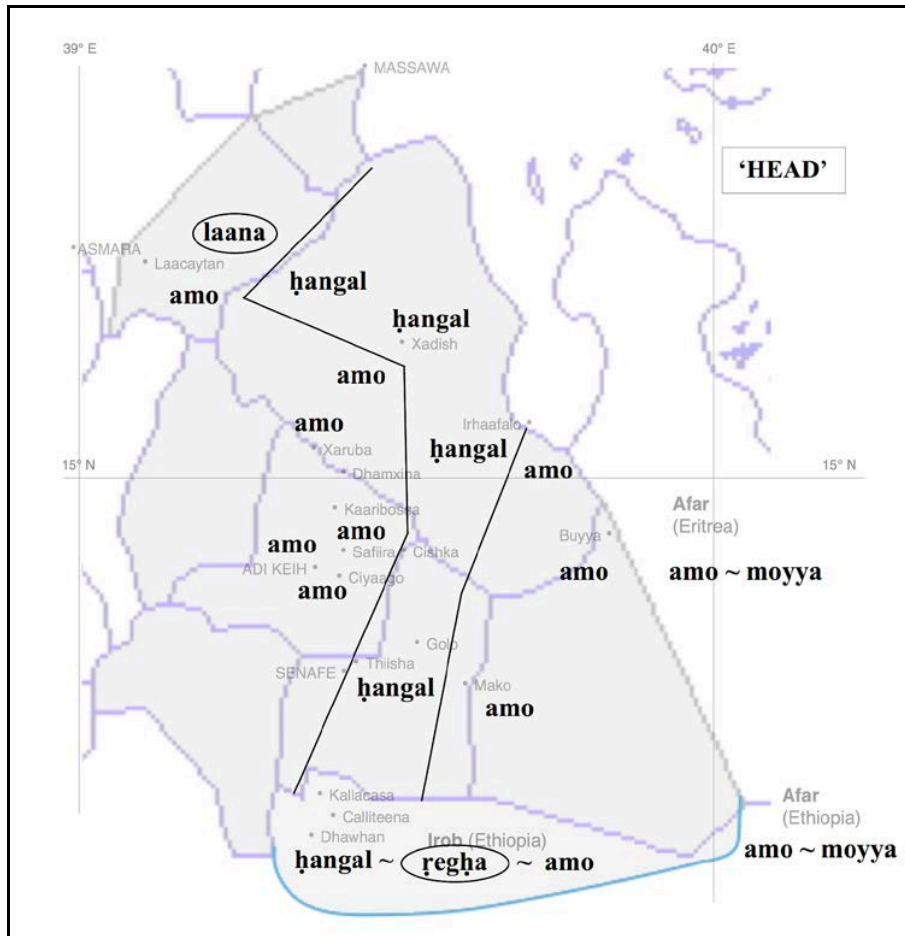 39° E
40° E
MASSAWA
‘HEAD’
laana
ASMARA
Laacaytan
amo
ḥangal
ḥangal
Xadish
amo
amo
Irhaafalo
Xaruba
ḥangal
15° N
Dhamxina
amo
15° N
Kaaribossa
Afar
(Eritrea)
amo
Buyya
amo
Safiira
Cishka
ADI KEIH
Ciyaago
amo
amo
amo ~ moyya
Golo
Thiisha
SENAFE
ḥangal
Mako
amo
Kallacasa
Afar
(Ethiopia)
Calliteena
Dhawhan
Irob (Ethiopia)
amo ~ moyya
ḥangal ~ ṛegḥa ~ amo